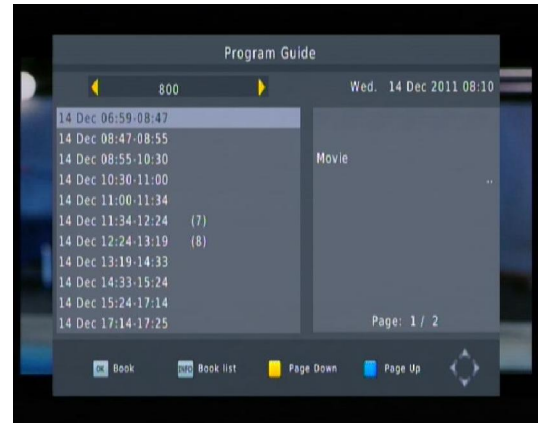 Program Guide
800
Wed. 14 Dec 2011 08:10
14 Dec 06:59-08:47
14 Dec 08:47-08:55
14 Dec 08:55-10:30
14 Dec 10:30-11:00
14 Dec 11:00-11:34
14 Dec 11:34-12:24 (7)
14 Dec 12:24-13:19 (8)
14 Dec 13:19-14:33
14 Dec 14:33-15:24
14 Dec 15:24-17:14
14 Dec 17:14-17:25
Movie
..
Page: 1/ 2
OK Book
INFO Book list
Page Down
Page Up